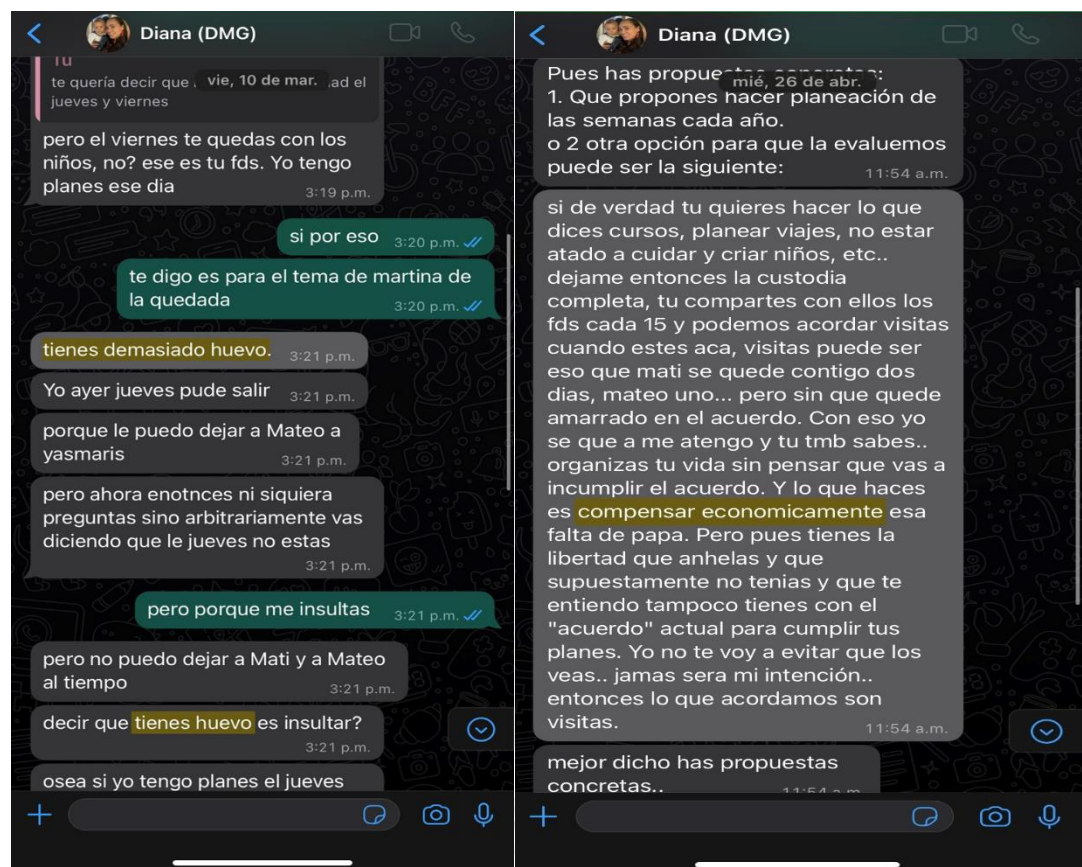 Diana (DMG)
Tú
te quería decir que
vie, 10 de mar.
ad el
jueves y viernes
pero el viernes te quedas con los
niños, no? ese es tu fds. Yo tengo
planes ese dia
3:19 p.m.
si por eso 3:20 p.m.
te digo es para el tema de martina de
la quedada
3:20 p.m.
tienes demasiado huevo. 3:21 p.m.
Yo ayer jueves pude salir 3:21 p.m.
porque le puedo dejar a Mateo a
yasmaris
3:21 p.m.
pero ahora enotnces ni siquiera
preguntas sino arbitrariamente vas
diciendo que le jueves no estas
3:21 p.m.
pero porque me insultas 3:21 p.m.
pero no puedo dejar a Mati y a Mateo
al tiempo
3:21 p.m.
decir que tienes huevo es insultar?
3:21 p.m.
osea si yo tengo planes el jueves
Diana (DMG)
Pues has propuestas concretas:
mié, 26 de abr.
1. Que propones hacer planeación de
las semanas cada año.
o 2 otra opción para que la evaluemos
puede ser la siguiente:
11:54 a.m.
si de verdad tu quieres hacer lo que
dices cursos, planear viajes, no estar
atado a cuidar y criar niños, etc..
dejame entonces la custodia
completa, tu compartes con ellos los
fds cada 15 y podemos acordar visitas
cuando estes aca, visitas puede ser
eso que mati se quede contigo dos
dias, mateo uno... pero sin que quede
amarrado en el acuerdo. Con eso yo
se que a me atengo y tu tmb sabes..
organizas tu vida sin pensar que vas a
incumplir el acuerdo. Y lo que haces
es compensar economicamente esa
falta de papa. Pero pues tienes la
libertad que anhelas y que
supuestamente no tenias y que te
entiendo tampoco tienes con el
"acuerdo" actual para cumplir tus
planes. Yo no te voy a evitar que los
veas.. jamas sera mi intención..
entonces lo que acordamos son
visitas.
11:54 a.m.
mejor dicho has propuestas
concretas..
11:54 a.m.